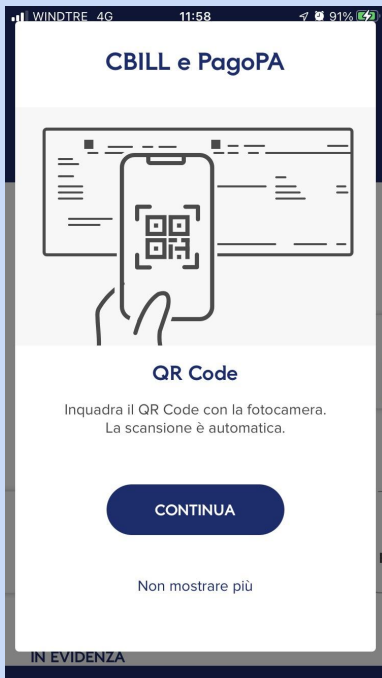 WINDTRE 4G 11:58 91%
CBILL e PagoPA
QR Code
Inquadra il QR Code con la fotocamera.
La scansione è automatica.
CONTINUA
Non mostrare più
IN EVIDENZA